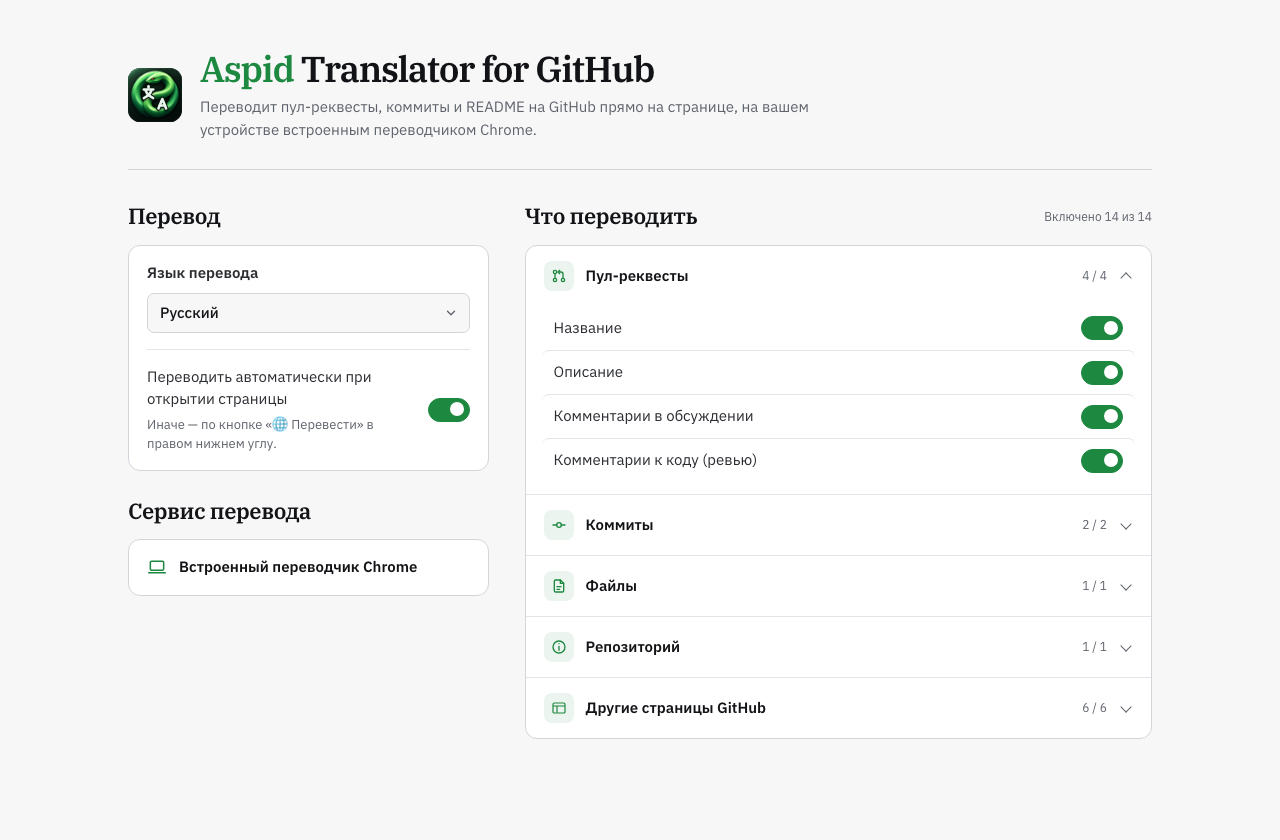 Aspid Translator for GitHub
Переводит пул-реквесты, коммиты и README на GitHub прямо на странице, на вашем
устройстве встроенным переводчиком Chrome.
Перевод
Язык перевода
Русский
Переводить автоматически при
открытии страницы
Иначе — по кнопке «🌐 Перевести» в
правом нижнем углу.
Сервис перевода
Встроенный переводчик Chrome
Что переводить
Включено 14 из 14
Пул-реквесты
4 / 4
Название
Описание
Комментарии в обсуждении
Комментарии к коду (ревью)
Коммиты
2 / 2
Файлы
1 / 1
Репозиторий
1 / 1
Другие страницы GitHub
6 / 6